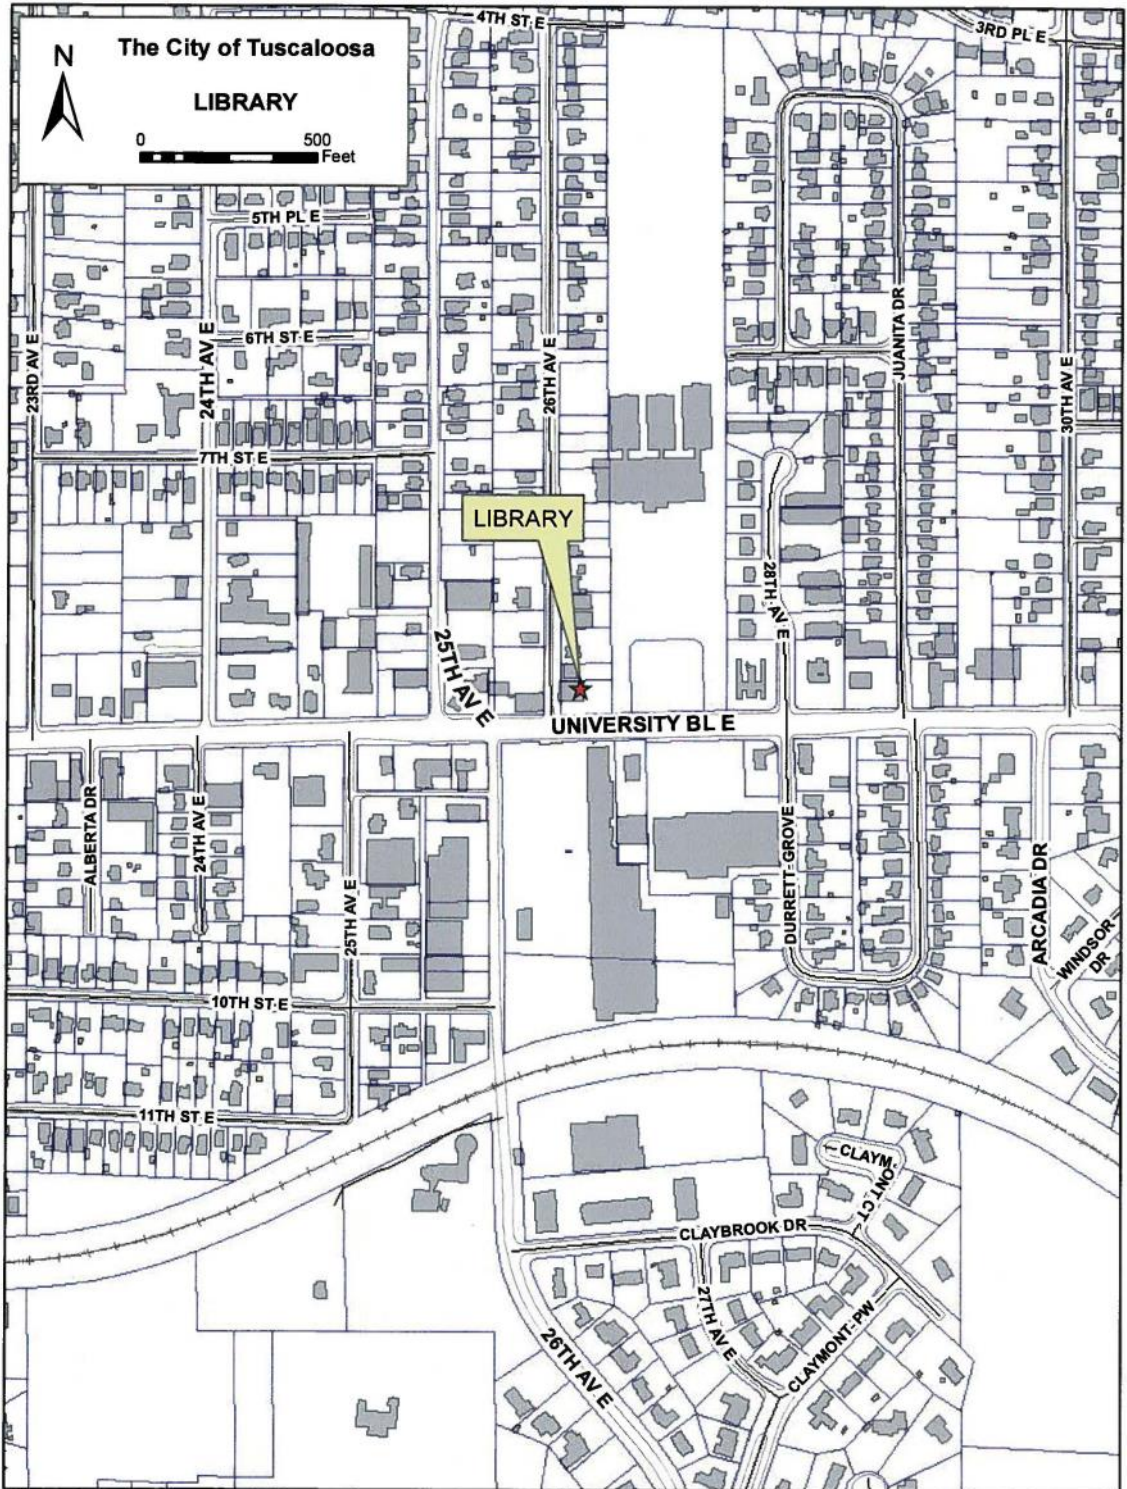 4TH ST E
3RD PL E
N
The City of Tuscaloosa
LIBRARY
0 500
Feet
5TH PL E
6TH ST E
23RD AV E
24TH AV E
26TH AV E
JUANITA DR
30TH AV E
7TH ST E
LIBRARY
28TH AV E
25TH AV E
UNIVERSITY BL E
ALBERTA DR
24TH AV E
25TH AV E
DURRETT GROVE
ARCADIA DR
WINDSOR
DR
10TH ST E
11TH ST E
CLAYMONT CT
CLAYBROOK DR
27TH AV E
CLAYMONT PW
26TH AV E